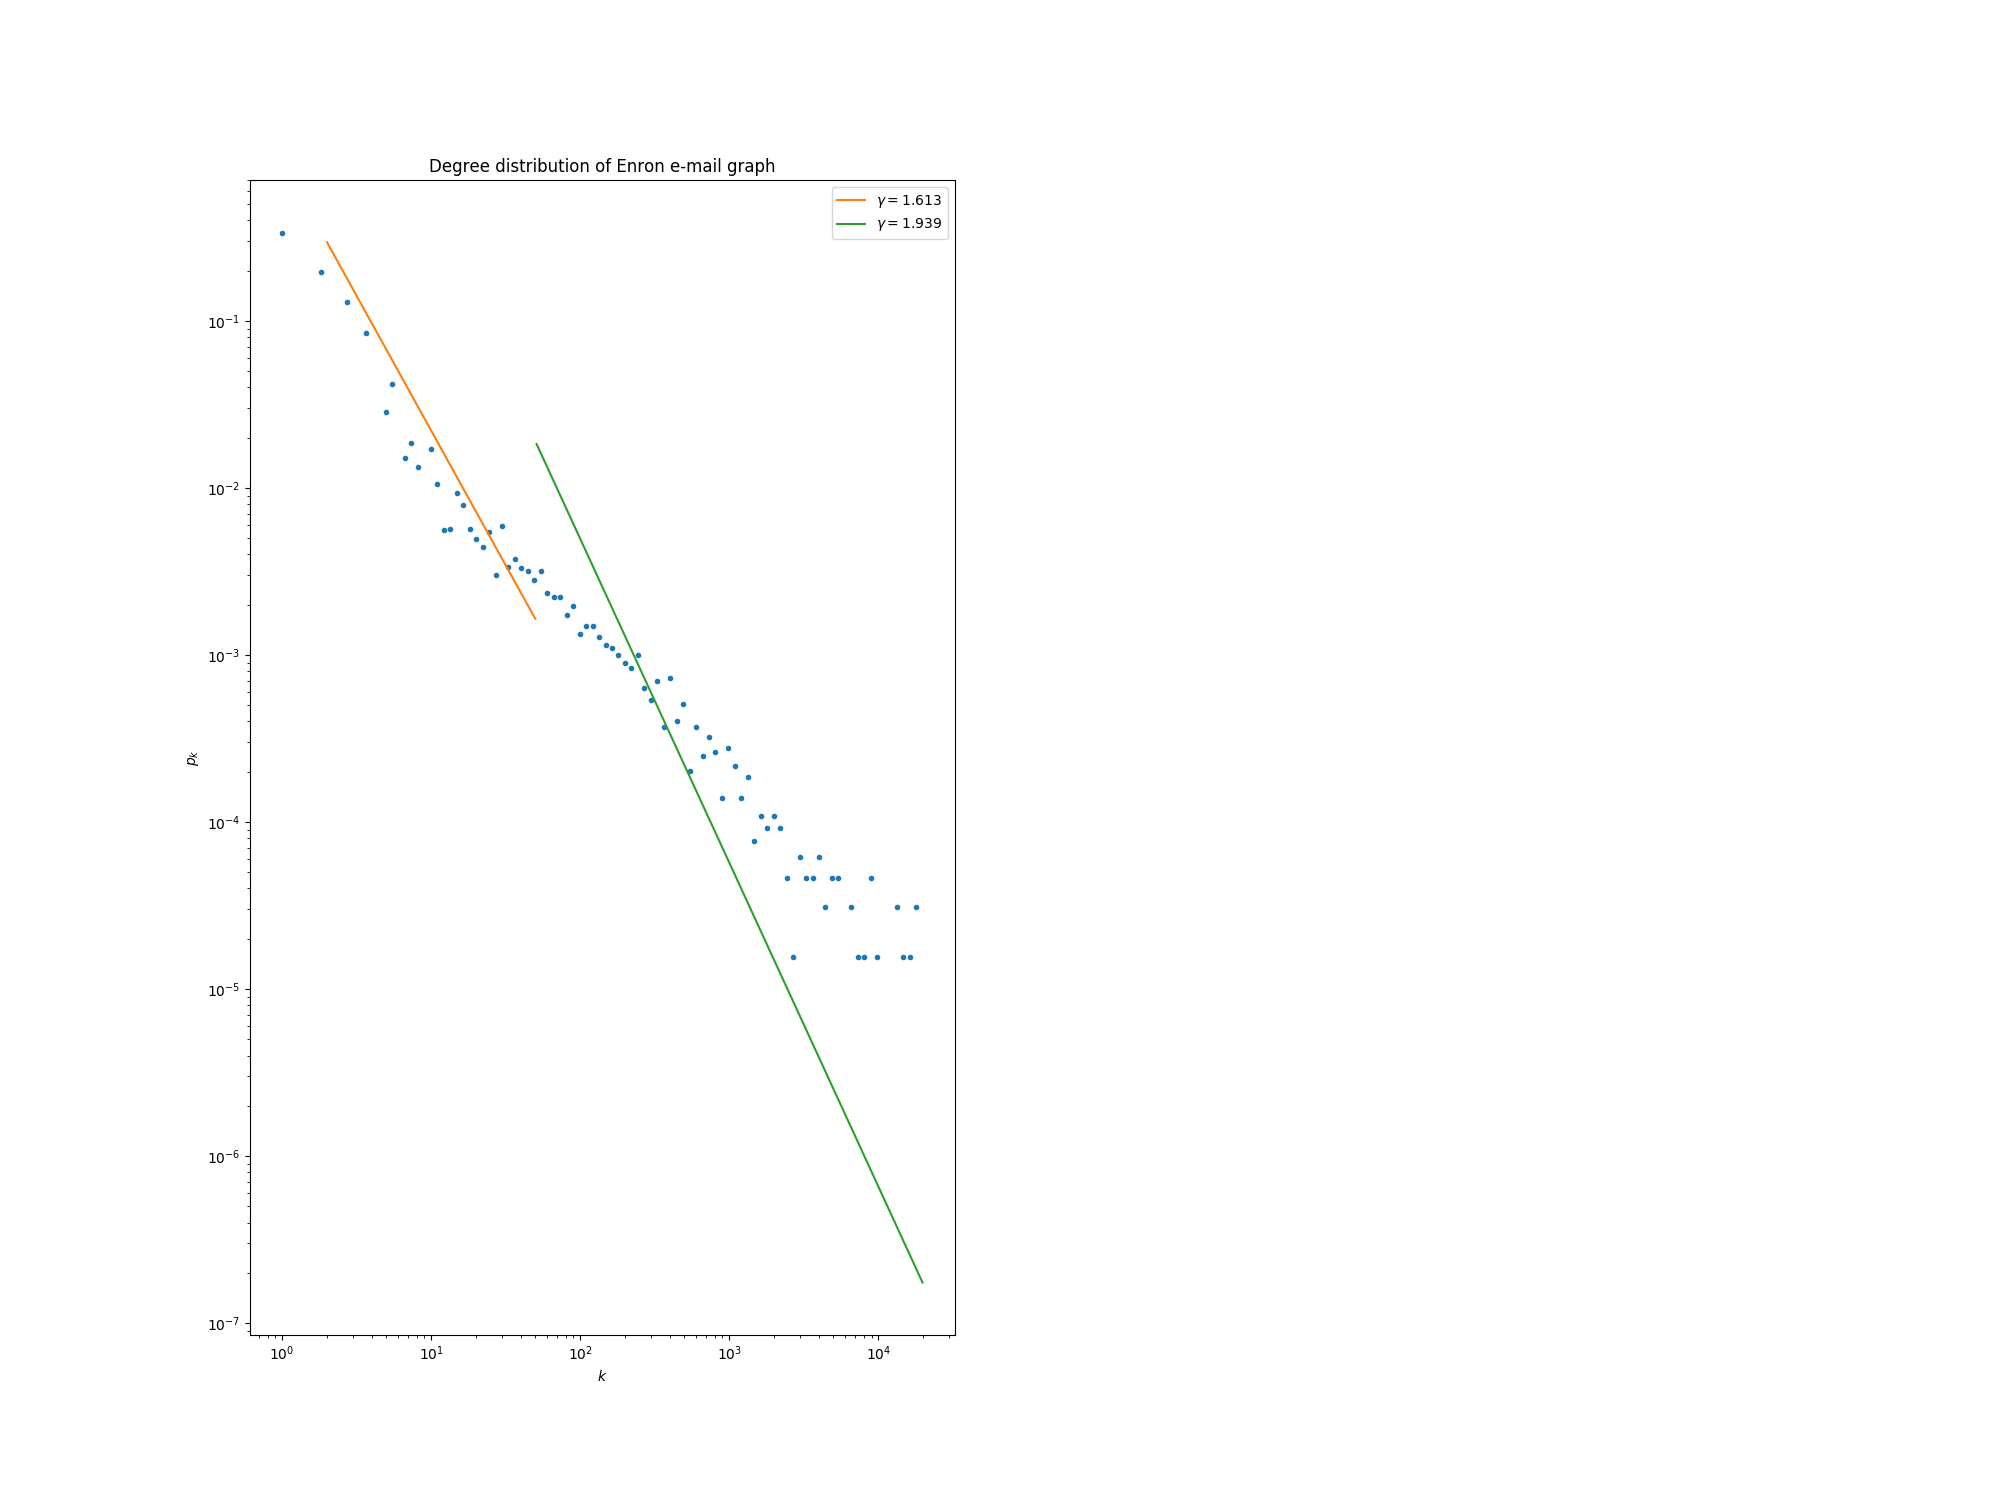 Degree distribution of Enron e-mail graph
γ = 1.613
γ = 1.939
10⁻¹
10⁻²
10⁻³
10⁻⁴
10⁻⁵
10⁻⁶
10⁻⁷
pₖ
10⁰ 10¹ 10² 10³ 10⁴
k